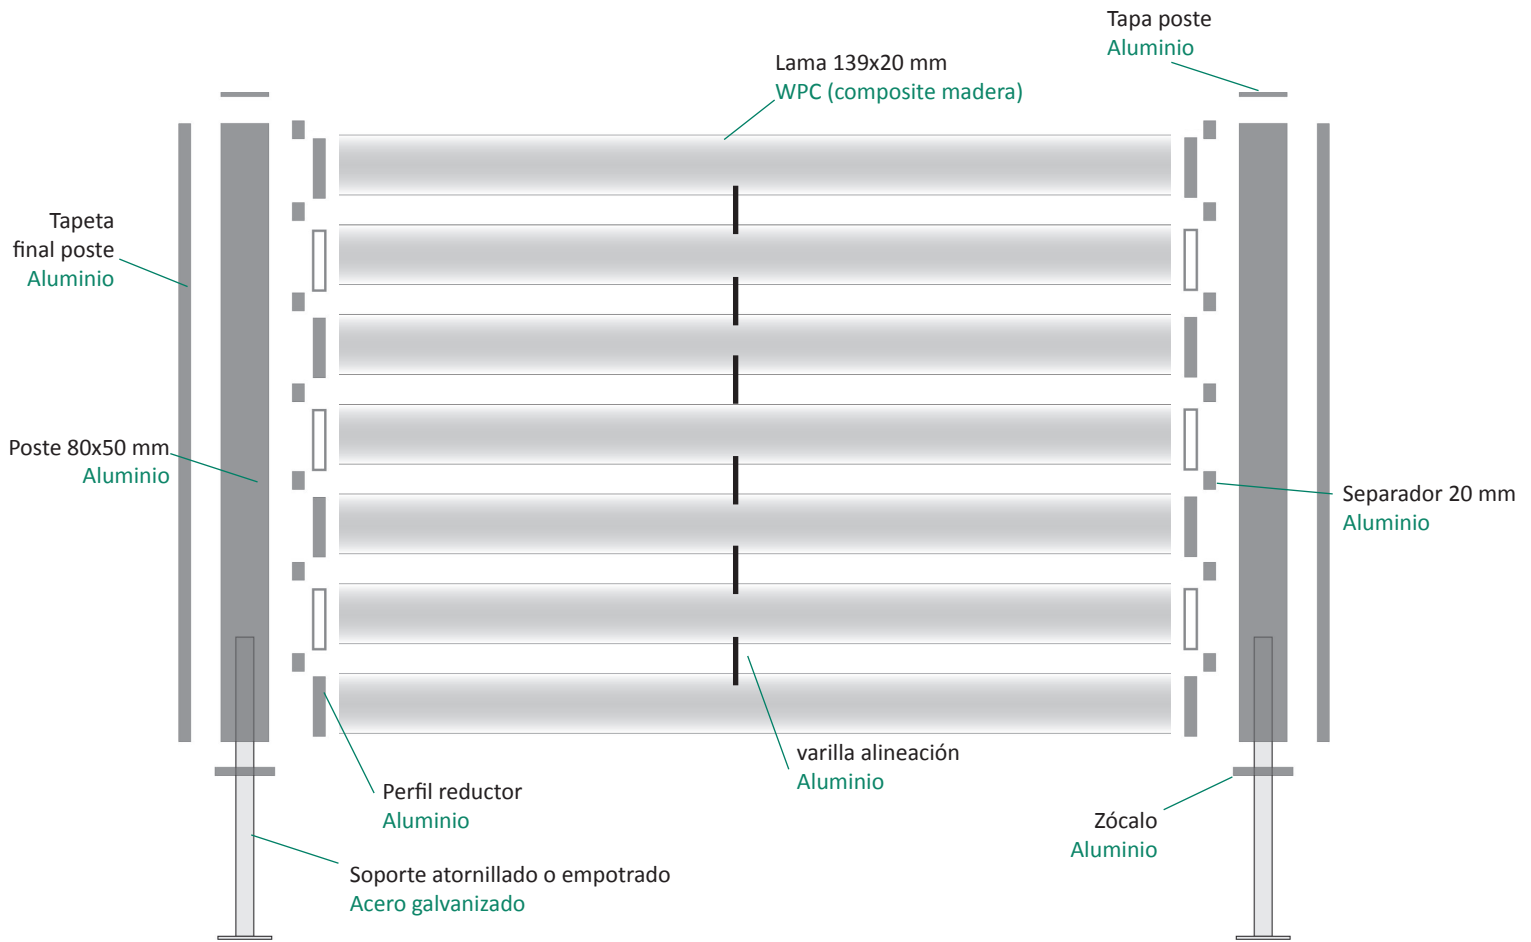 Tapa poste
Aluminio
Lama 139x20 mm
WPC (composite madera)
Tapeta
final poste
Aluminio
Poste 80x50 mm
Aluminio
Separador 20 mm
Aluminio
varilla alineación
Aluminio
Perfil reductor
Aluminio
Zócalo
Aluminio
Soporte atornillado o empotrado
Acero galvanizado